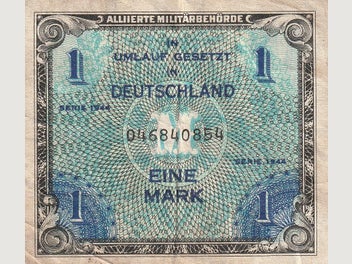 ALLIIERTE MILITÄRBEHÖRDE
IN
UMLAUF GESETZT
1 IN 1
DEUTSCHLAND
SERIE 1944
046840854
M
SERIE 1944
EINE
1 MARK 1